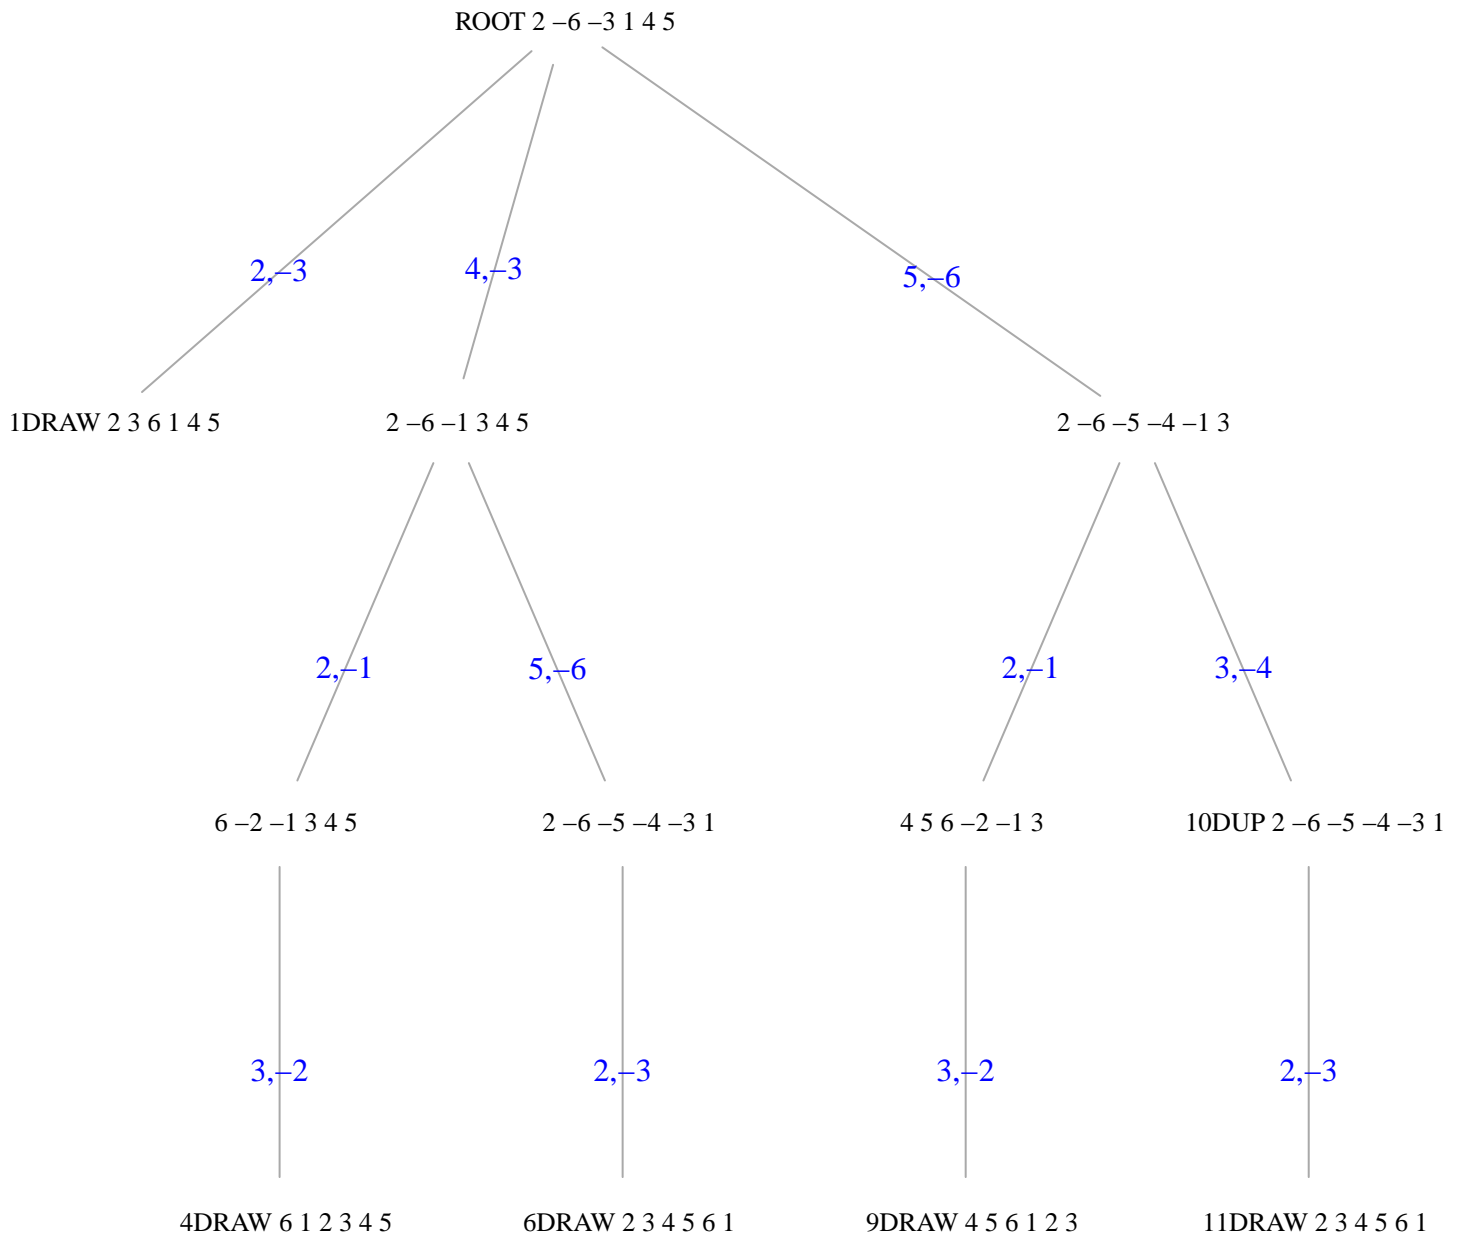 ROOT 2 –6 –3 1 4 5
2,–3
4,–3
5,–6
1DRAW 2 3 6 1 4 5
2 –6 –1 3 4 5
2 –6 –5 –4 –1 3
2,–1
5,–6
2,–1
3,–4
6 –2 –1 3 4 5
2 –6 –5 –4 –3 1
4 5 6 –2 –1 3
10DUP 2 –6 –5 –4 –3 1
3,–2
2,–3
3,–2
2,–3
4DRAW 6 1 2 3 4 5
6DRAW 2 3 4 5 6 1
9DRAW 4 5 6 1 2 3
11DRAW 2 3 4 5 6 1